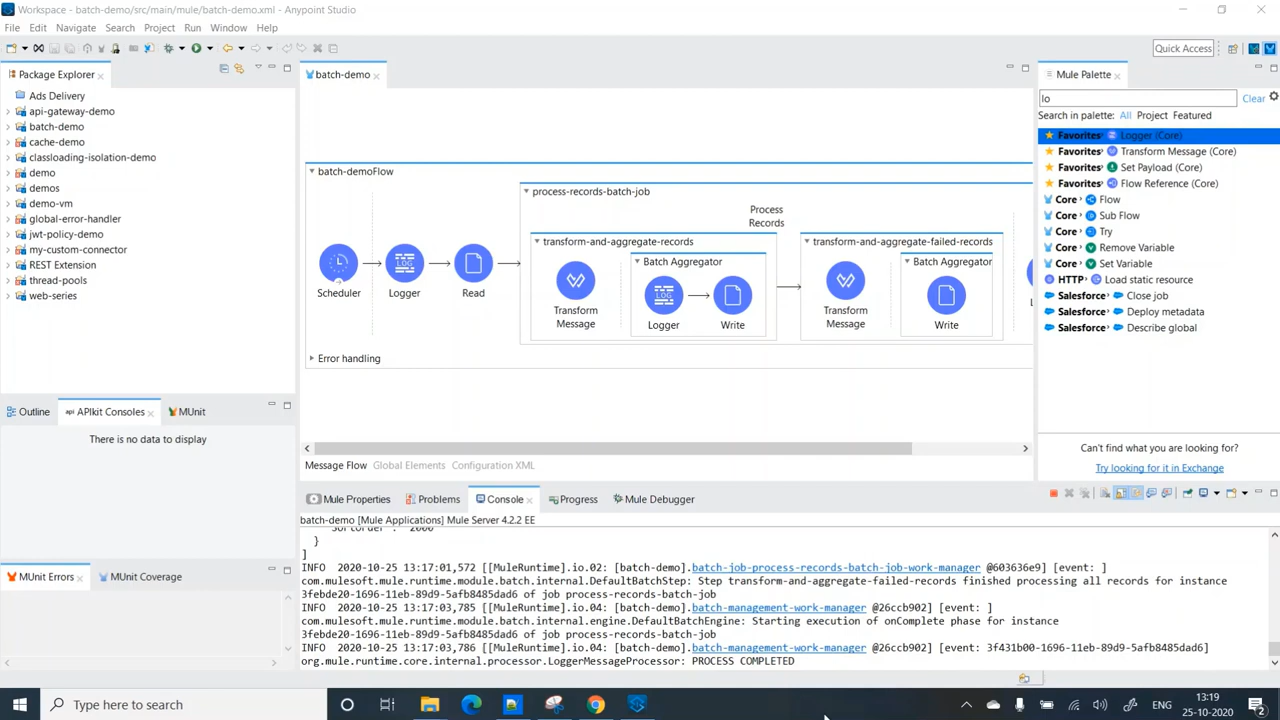 Workspace - batch-demo/src/main/mule/batch-demo.xml - Anypoint Studio
File Edit Navigate Search Project Run Window Help
Quick Access
Package Explorer
Ads Delivery
api-gateway-demo
batch-demo
cache-demo
classloading-isolation-demo
demo
demos
demo-vm
global-error-handler
jwt-policy-demo
my-custom-connector
REST Extension
thread-pools
web-series
Outline API APIkit Consoles MUnit
There is no data to display
MUnit Errors MUnit Coverage
batch-demo
batch-demoFlow
process-records-batch-job
Process
Records
transform-and-aggregate-records
transform-and-aggregate-failed-records
Batch Aggregator
Batch Aggregator
LOG
LOG
Scheduler
Logger
Read
Transform
Message
Logger
Write
Transform
Message
Write
Error handling
Message Flow Global Elements Configuration XML
Mule Palette
lo
Clear
Search in palette: All Project Featured
Favorites Logger (Core)
Favorites Transform Message (Core)
Favorites Set Payload (Core)
Favorites Flow Reference (Core)
Core Flow
Core Sub Flow
Core Try
Core Remove Variable
Core Set Variable
HTTP Load static resource
Salesforce Close job
Salesforce Deploy metadata
Salesforce Describe global
Can't find what you are looking for?
Try looking for it in Exchange
Mule Properties Problems Console Progress Mule Debugger
batch-demo [Mule Applications] Mule Server 4.2.2 EE
}
]
INFO 2020-10-25 13:17:01,572 [[MuleRuntime].io.02: [batch-demo].batch-job-process-records-batch-job-work-manager @603636e9] [event: ]
com.mulesoft.mule.runtime.module.batch.internal.DefaultBatchStep: Step transform-and-aggregate-failed-records finished processing all records for instance
3febde20-1696-11eb-89d9-5afb8485dad6 of job process-records-batch-job
INFO 2020-10-25 13:17:03,785 [[MuleRuntime].io.04: [batch-demo].batch-management-work-manager @26ccb902] [event: ]
com.mulesoft.mule.runtime.module.batch.internal.engine.DefaultBatchEngine: Starting execution of onComplete phase for instance
3febde20-1696-11eb-89d9-5afb8485dad6 of job process-records-batch-job
INFO 2020-10-25 13:17:03,786 [[MuleRuntime].io.04: [batch-demo].batch-management-work-manager @26ccb902] [event: 3f431b00-1696-11eb-89d9-5afb8485dad6]
org.mule.runtime.core.internal.processor.LoggerMessageProcessor: PROCESS COMPLETED
Type here to search
ENG
13:19
25-10-2020
2